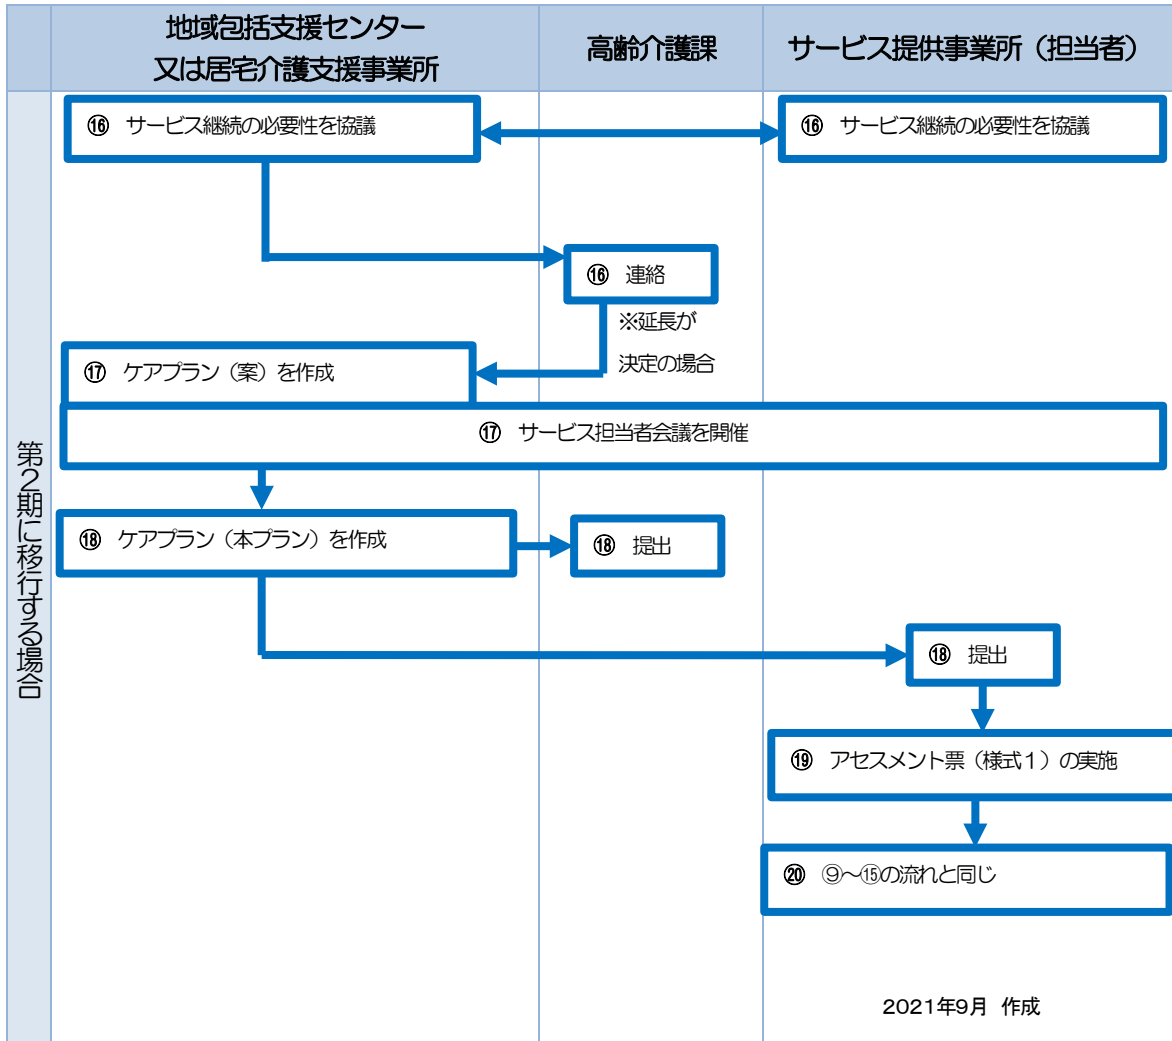 地域包括支援センター
又は居宅介護支援事業所
高齢介護課
サービス提供事業所(担当者)
第2期に移行する場合
⑯ サービス継続の必要性を協議
⑯ サービス継続の必要性を協議
⑯ 連絡
※延長が
決定の場合
⑰ ケアプラン(案)を作成
⑰ サービス担当者会議を開催
⑱ ケアプラン(本プラン)を作成
⑱ 提出
⑱ 提出
⑲ アセスメント票(様式1)の実施
⑳ ⑨~⑮の流れと同じ
2021年9月 作成